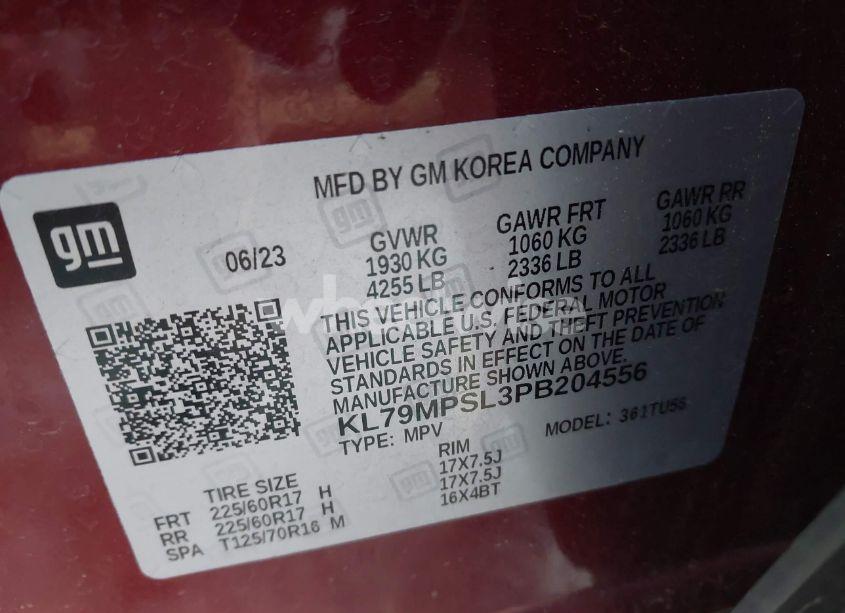 MFD BY GM KOREA COMPANY
gm
06/23
GVWR
1930 KG
4255 LB
GAWR FRT
1060 KG
2336 LB
GAWR RR
1060 KG
2336 LB
THIS VEHICLE CONFORMS TO ALL
APPLICABLE U.S. FEDERAL MOTOR
VEHICLE SAFETY AND THEFT PREVENTION
STANDARDS IN EFFECT ON THE DATE OF
MANUFACTURE SHOWN ABOVE.
KL79MPSL3PB204556
TYPE: MPV
MODEL: 361TU5S
TIRE SIZE
RIM
FRT 225/60R17 H 17X7.5J
RR 225/60R17 H 17X7.5J
SPA T125/70R16 M 16X4BT